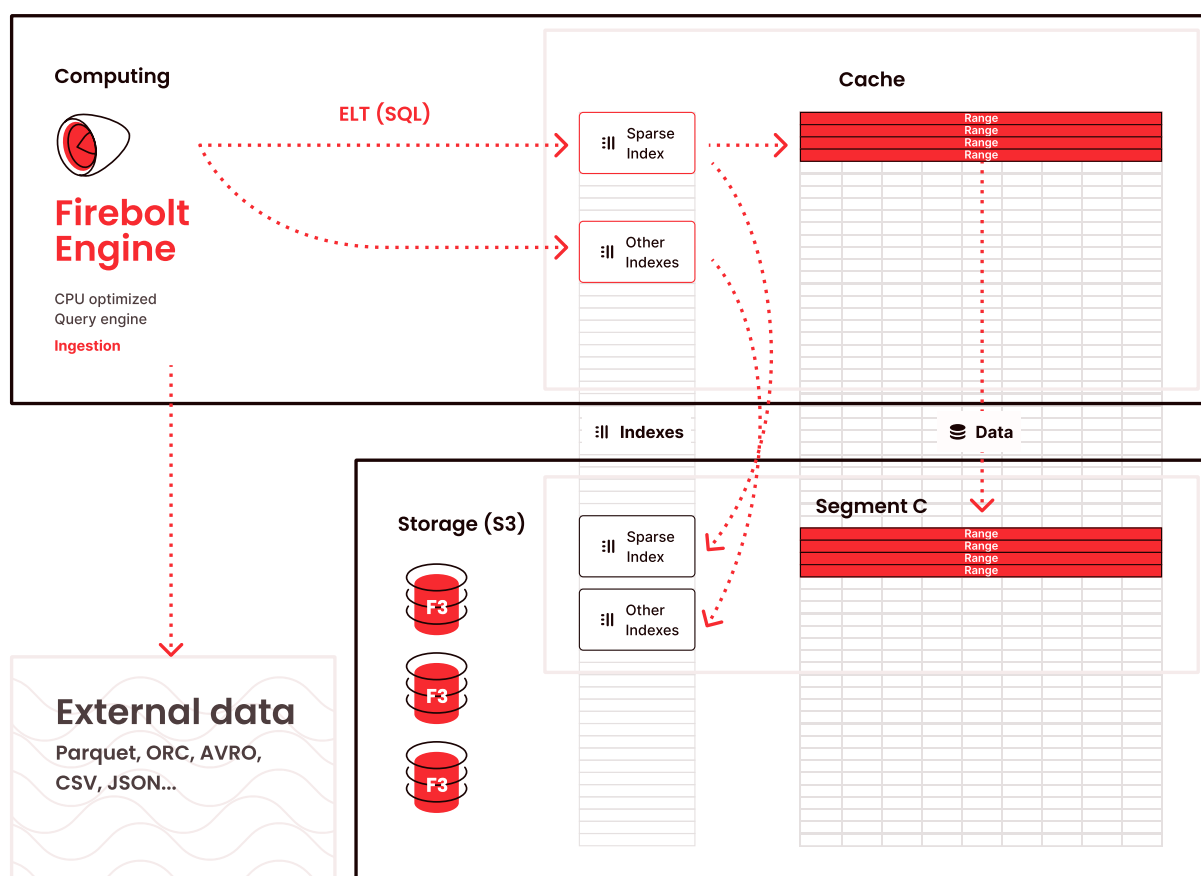 Computing
Firebolt
Engine
CPU optimized
Query engine
Ingestion
ELT (SQL)
Sparse
Index
Other
Indexes
Cache
Range
Range
Range
Range
Indexes
Data
Storage (S3)
F3
F3
F3
Sparse
Index
Other
Indexes
Segment C
Range
Range
Range
Range
External data
Parquet, ORC, AVRO,
CSV, JSON...